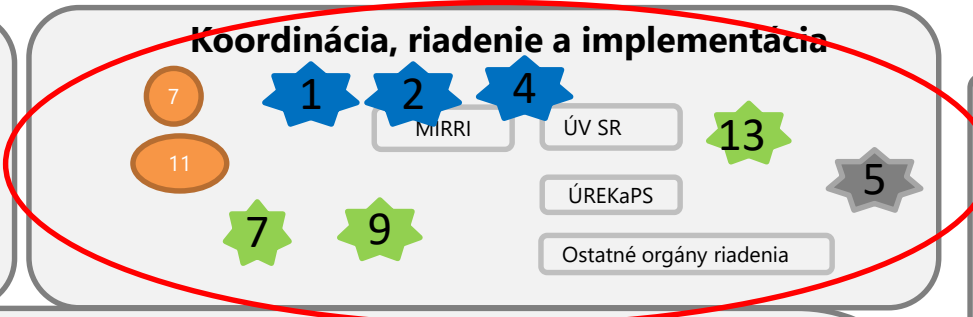 Koordinácia, riadenie a implementácia
7
1
2
4
11
MIRRI
ÚV SR
13
5
ÚREKaPS
7
9
Ostatné orgány riadenia